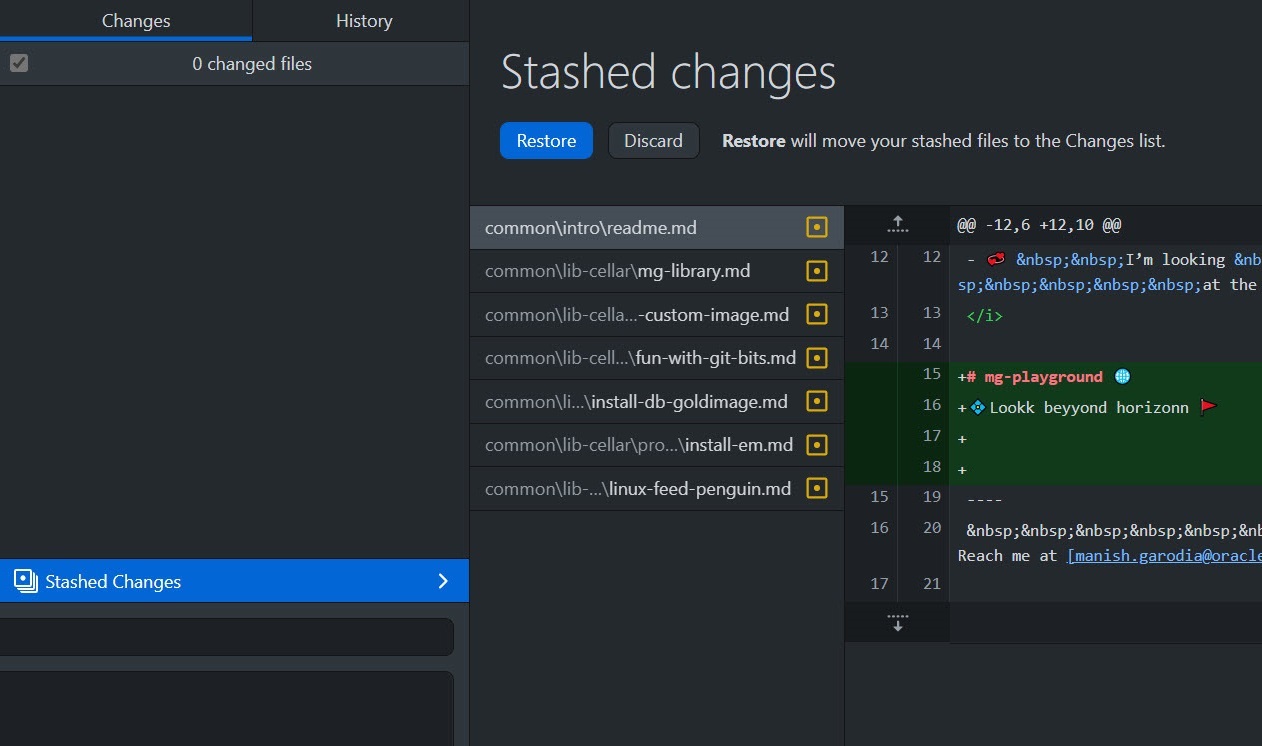 Changes
History
0 changed files
Stashed Changes
Stashed changes
Restore
Discard
Restore will move your stashed files to the Changes list.
common\intro\readme.md
common\lib-cellar\mg-library.md
common\lib-cella...-custom-image.md
common\lib-cell...\fun-with-git-bits.md
common\li...\install-db-goldimage.md
common\lib-cellar\pro...\install-em.md
common\lib-...\linux-feed-penguin.md
@@ -12,6 +12,10 @@
12 12 - 💞 &nbsp;&nbsp;I’m looking &nb
sp;&nbsp;&nbsp;&nbsp;&nbsp;at the
13 13 </i>
14 14
15 +# mg-playground 🌐
16 +💠Lookk beyyond horizonn 🚩
17 +
18 +
15 19 ----
16 20 &nbsp;&nbsp;&nbsp;&nbsp;&nbsp;&nb
Reach me at [manish.garodia@oracle
17 21